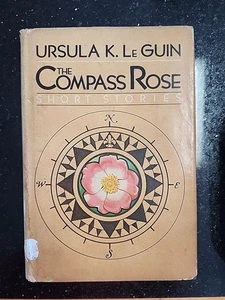 URSULA K. LE GUIN
THE
COMPASS ROSE
SHORT STORIES
N.
W
E
S